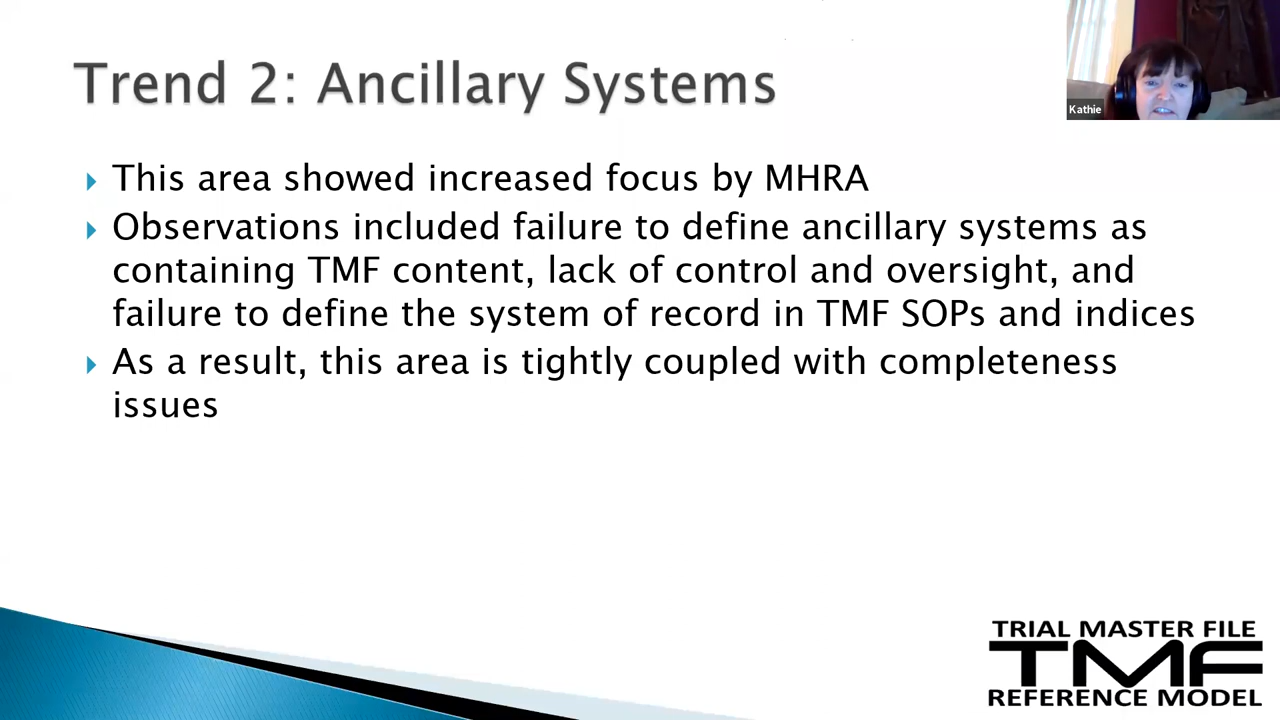 Trend 2: Ancillary Systems
Kathie
This area showed increased focus by MHRA
Observations included failure to define ancillary systems as
containing TMF content, lack of control and oversight, and
failure to define the system of record in TMF SOPs and indices
As a result, this area is tightly coupled with completeness
issues
TRIAL MASTER FILE
TMF
REFERENCE MODEL